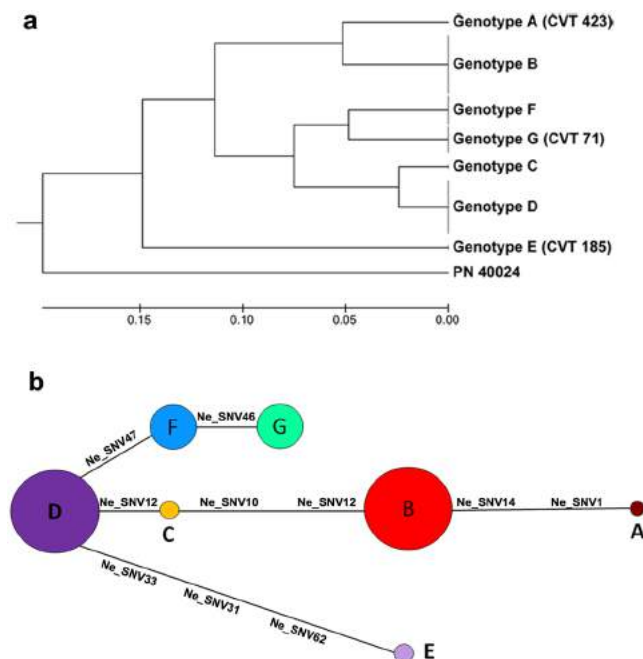 a
Genotype A (CVT 423)
Genotype B
Genotype F
Genotype G (CVT 71)
Genotype C
Genotype D
Genotype E (CVT 185)
PN 40024
0.15 0.10 0.05 0.00
b
F Ne_SNV46 G
Ne_SNV47
D Ne_SNV12 Ne_SNV10 Ne_SNV12 B Ne_SNV14 Ne_SNV1
C A
Ne_SNV33
Ne_SNV31
Ne_SNV62
E